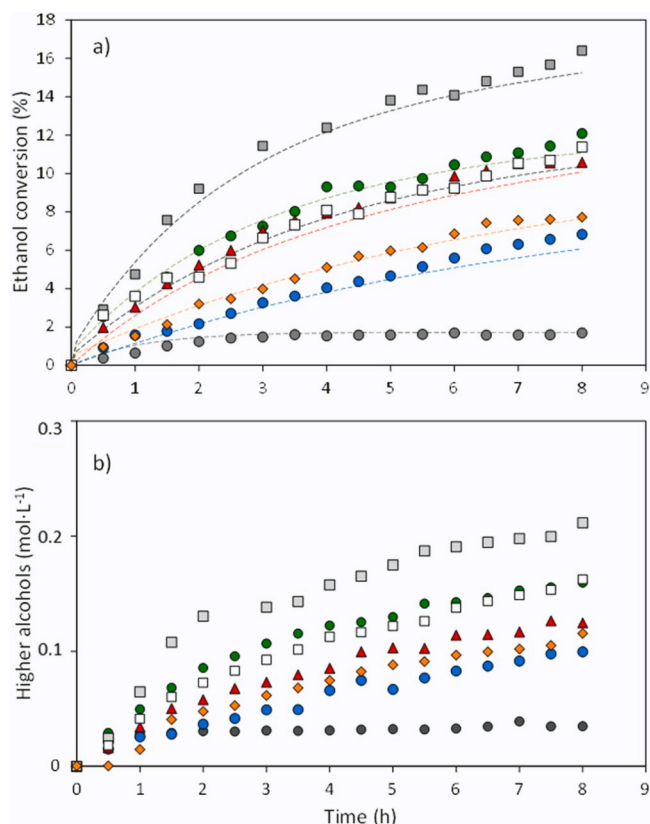 a)
Ethanol conversion (%)
18
16
14
12
10
8
6
4
2
0
0 1 2 3 4 5 6 7 8 9
b)
Higher alcohols (mol·L⁻¹)
0.3
0.2
0.1
0
0 1 2 3 4 5 6 7 8 9
Time (h)